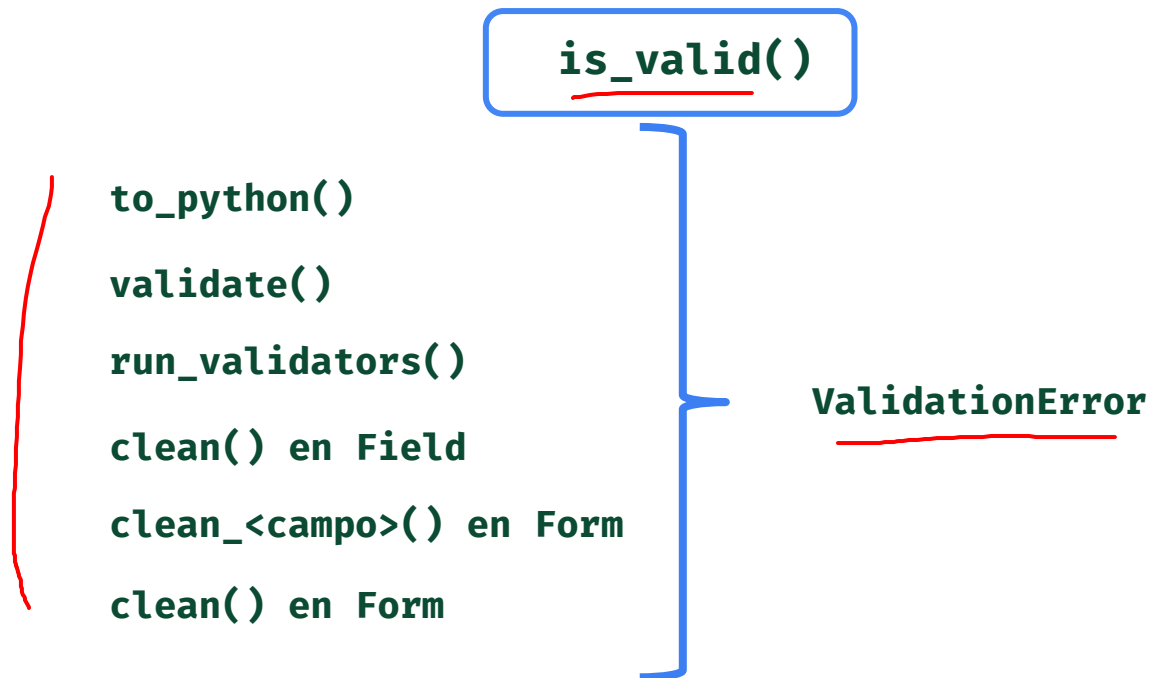 is_valid()
to_python()
validate()
run_validators()
ValidationError
clean() en Field
clean_<campo>() en Form
clean() en Form